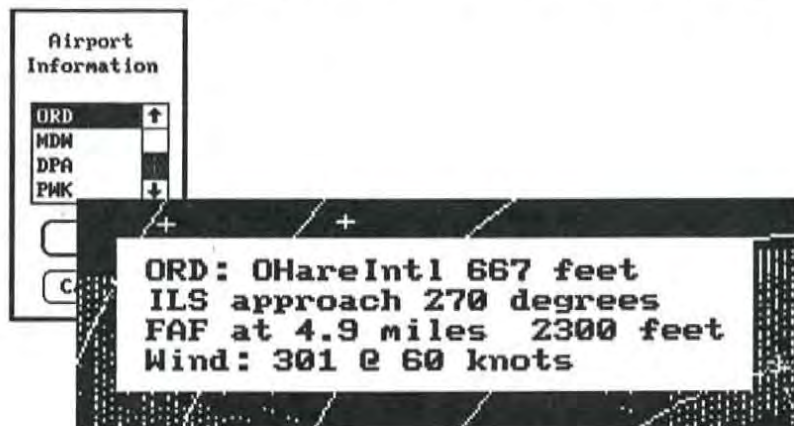 Airport
Information
ORD
MDW
DPA
PWK
ORD: OHareIntl 667 feet
ILS approach 270 degrees
FAF at 4.9 miles  2300 feet
Wind: 301 @ 60 knots